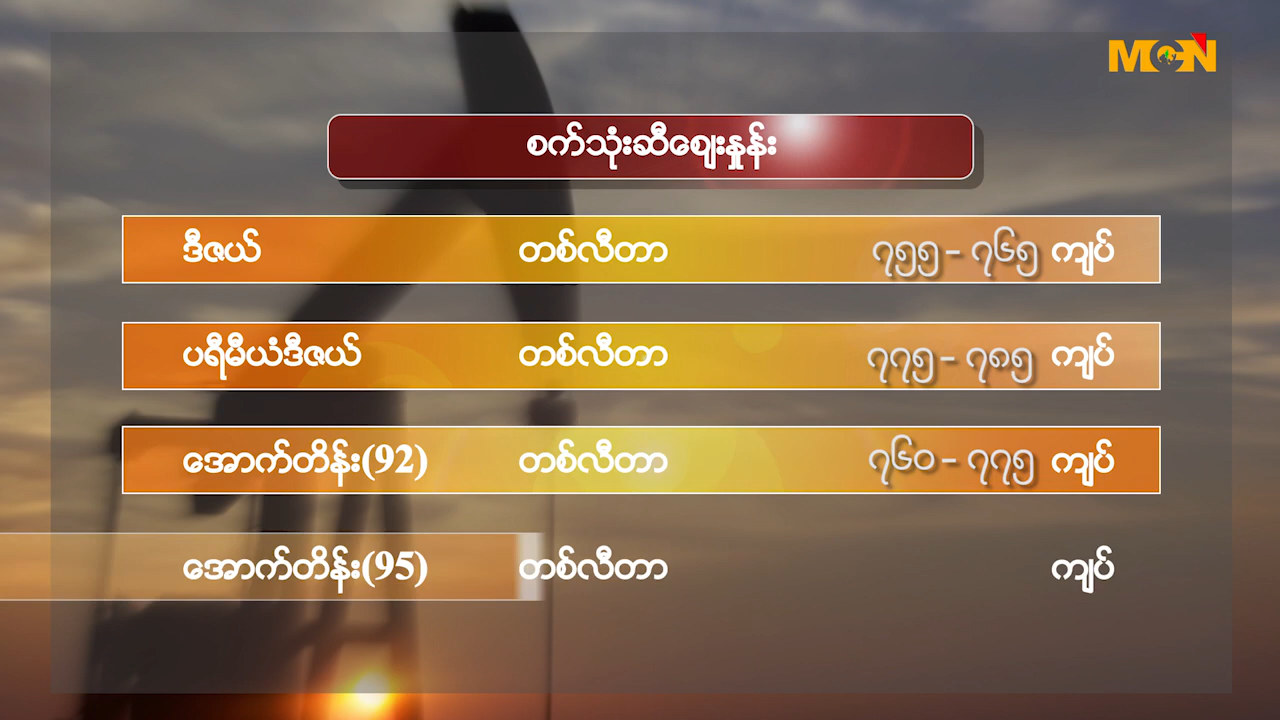 MCN
စက်သုံးဆီဈေးနှုန်း
ဒီဇယ် တစ်လီတာ ၇၅၅ - ၇၆၅ ကျပ်
ပရီမီယံဒီဇယ် တစ်လီတာ ၇၇၅ - ၇၈၅ ကျပ်
အောက်တိန်း(92) တစ်လီတာ ၇၆၀ - ၇၇၅ ကျပ်
အောက်တိန်း(95) တစ်လီတာ ကျပ်